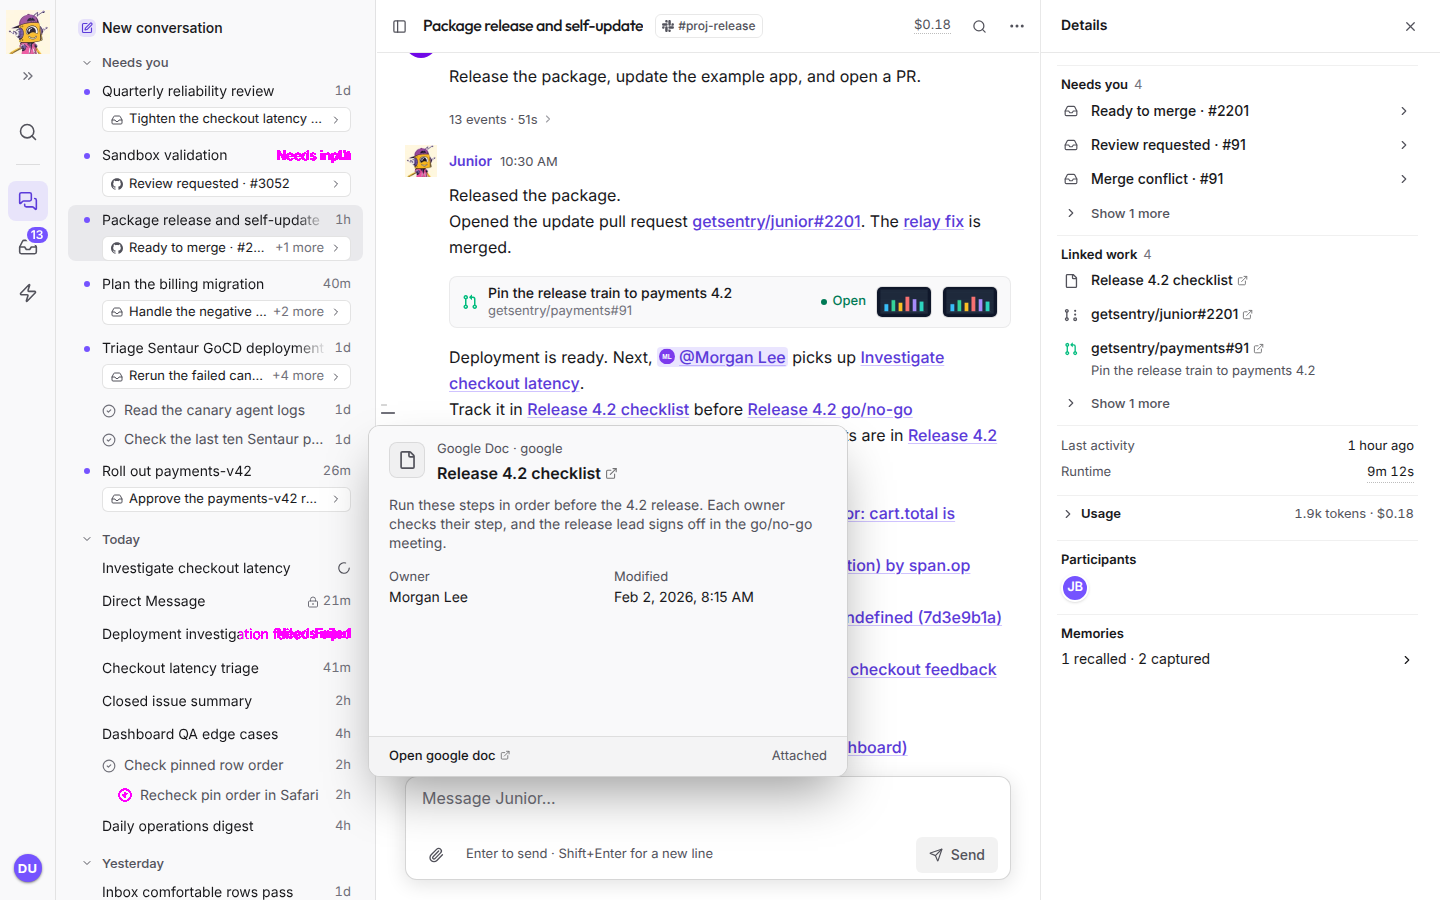 New conversation
Needs you
Quarterly reliability review 1d
Tighten the checkout latency ...
Sandbox validation
Review requested · #3052
Package release and self-update 1h
Ready to merge · #2... +1 more
Plan the billing migration 40m
Handle the negative ... +2 more
Triage Sentaur GoCD deployment 1d
Rerun the failed can... +4 more
Read the canary agent logs 1d
Check the last ten Sentaur p... 1d
Roll out payments-v42 26m
Approve the payments-v42 r...
Today
Investigate checkout latency
Direct Message 21m
Deployment investigation
Checkout latency triage 41m
Closed issue summary 2h
Dashboard QA edge cases 4h
Check pinned row order 2h
Recheck pin order in Safari 2h
Daily operations digest 4h
Yesterday
Inbox comfortable rows pass 1d
13
DU
Package release and self-update #proj-release $0.18
Release the package, update the example app, and open a PR.
13 events · 51s
Junior 10:30 AM
Released the package.
Opened the update pull request getsentry/junior#2201. The relay fix is
merged.
Pin the release train to payments 4.2
getsentry/payments#91
Open
Deployment is ready. Next, ML @Morgan Lee picks up Investigate
checkout latency.
Track it in Release 4.2 checklist before Release 4.2 go/no-go
s are in Release 4.2
or: cart.total is
tion) by span.op
ndefined (7d3e9b1a)
checkout feedback
hboard)
Google Doc · google
Release 4.2 checklist
Run these steps in order before the 4.2 release. Each owner
checks their step, and the release lead signs off in the go/no-go
meeting.
Owner Modified
Morgan Lee Feb 2, 2026, 8:15 AM
Open google doc Attached
Message Junior...
Enter to send · Shift+Enter for a new line
Send
Details
Needs you 4
Ready to merge · #2201
Review requested · #91
Merge conflict · #91
Show 1 more
Linked work 4
Release 4.2 checklist
getsentry/junior#2201
getsentry/payments#91
Pin the release train to payments 4.2
Show 1 more
Last activity 1 hour ago
Runtime 9m 12s
Usage 1.9k tokens · $0.18
Participants
JB
Memories
1 recalled · 2 captured